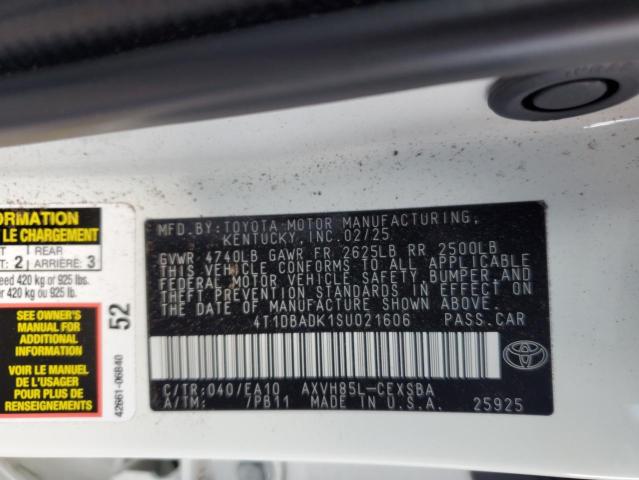 ORMATION
LE CHARGEMENT
T 2 REAR ARRIÈRE 3
ed 420 kg or 925 lbs.
r 420 kg ou 925 lb.
SEE OWNER'S
MANUAL FOR
ADDITIONAL
INFORMATION
VOIR LE MANUEL
DE L'USAGER
POUR PLUS DE
RENSEIGNEMENTS
52
42661-06B40
MFD. BY: TOYOTA MOTOR MANUFACTURING,
KENTUCKY, INC. 02/25
GVWR 4740LB GAWR FR 2625LB RR 2500LB
THIS VEHICLE CONFORMS TO ALL APPLICABLE
FEDERAL MOTOR VEHICLE SAFETY, BUMPER AND
THEFT PREVENTION STANDARDS IN EFFECT ON
THE DATE OF MANUFACTURE SHOWN ABOVE.
4T1DBADK1SU021606 PASS.CAR
TOYOTA
C/TR:040/EA10 AXVH85L-CEXSBA
A/TM: 7PB11 MADE IN U.S.A. 25925